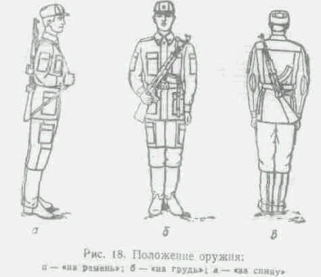 а б в
Рис. 18. Положение оружия:
а — «на ремень»; б — «на грудь»; в — «за спину»